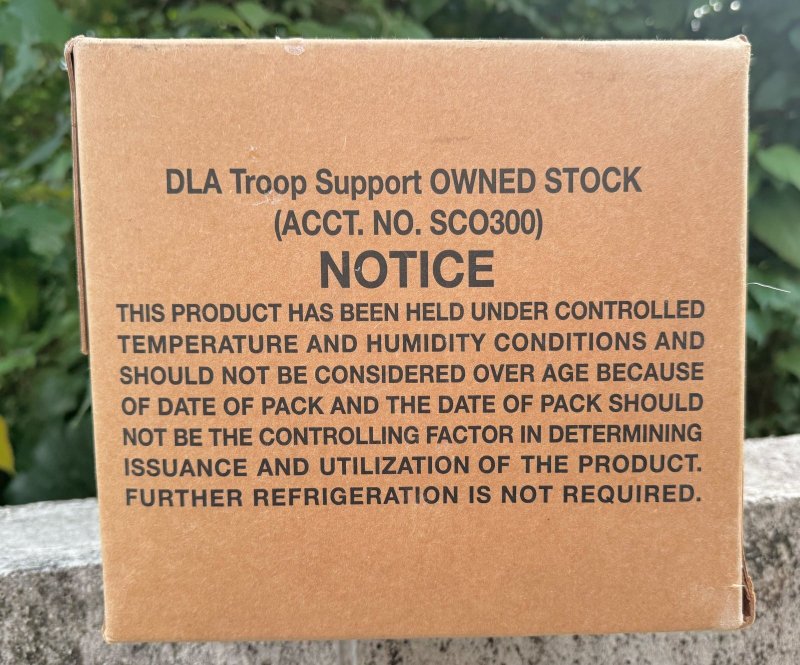 DLA Troop Support OWNED STOCK
(ACCT. NO. SCO300)
NOTICE
THIS PRODUCT HAS BEEN HELD UNDER CONTROLLED
TEMPERATURE AND HUMIDITY CONDITIONS AND
SHOULD NOT BE CONSIDERED OVER AGE BECAUSE
OF DATE OF PACK AND THE DATE OF PACK SHOULD
NOT BE THE CONTROLLING FACTOR IN DETERMINING
ISSUANCE AND UTILIZATION OF THE PRODUCT.
FURTHER REFRIGERATION IS NOT REQUIRED.